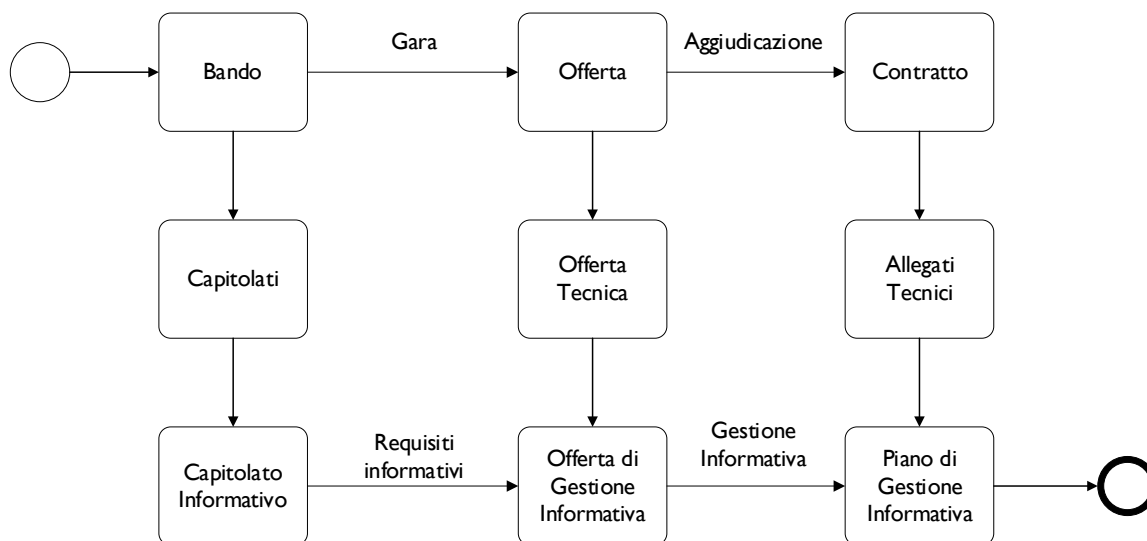 Gara
Aggiudicazione
Bando
Offerta
Contratto
Capitolati
Offerta
Tecnica
Allegati
Tecnici
Requisiti
informativi
Gestione
Informativa
Capitolato
Informativo
Offerta di
Gestione
Informativa
Piano di
Gestione
Informativa